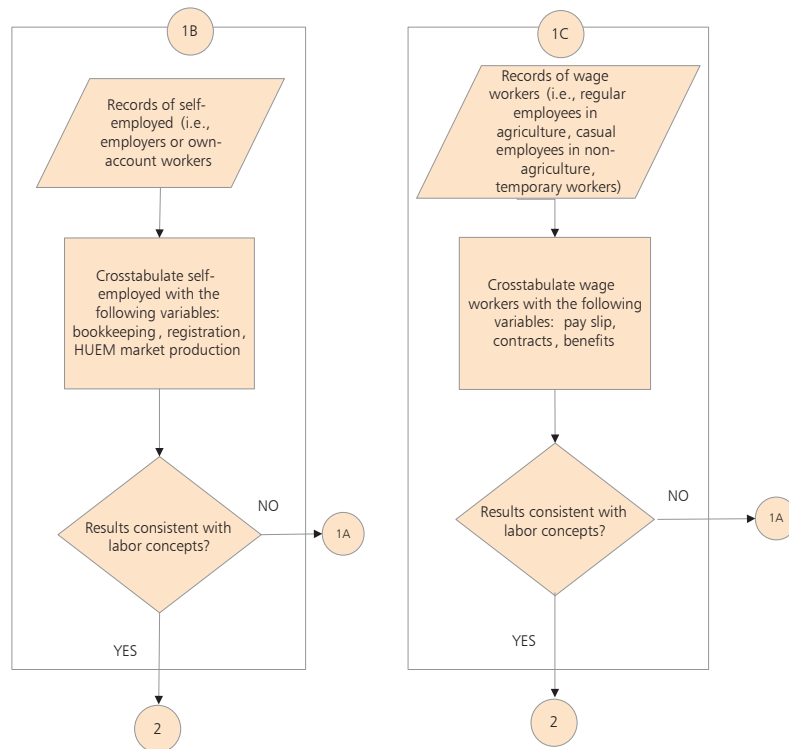 1B
Records of self-
employed (i.e.,
employers or own-
account workers
Crosstabulate self-
employed with the
following variables:
bookkeeping, registration,
HUEM market production
Results consistent with
labor concepts?
NO
1A
YES
2
1C
Records of wage
workers (i.e., regular
employees in
agriculture, casual
employees in non-
agriculture,
temporary workers)
Crosstabulate wage
workers with the following
variables: pay slip,
contracts, benefits
Results consistent with
labor concepts?
NO
1A
YES
2